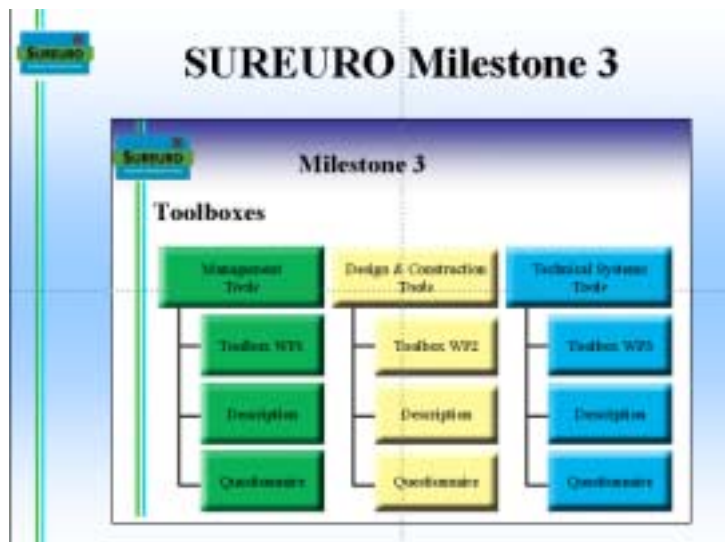 SUREURO
SUREURO Milestone 3
SUREURO
Milestone 3
Toolboxes
Management
Tools
Toolbox WP1
Description
Questionnaire
Design & Construction
Tools
Toolbox WP2
Description
Questionnaire
Technical Systems
Tools
Toolbox WP3
Description
Questionnaire